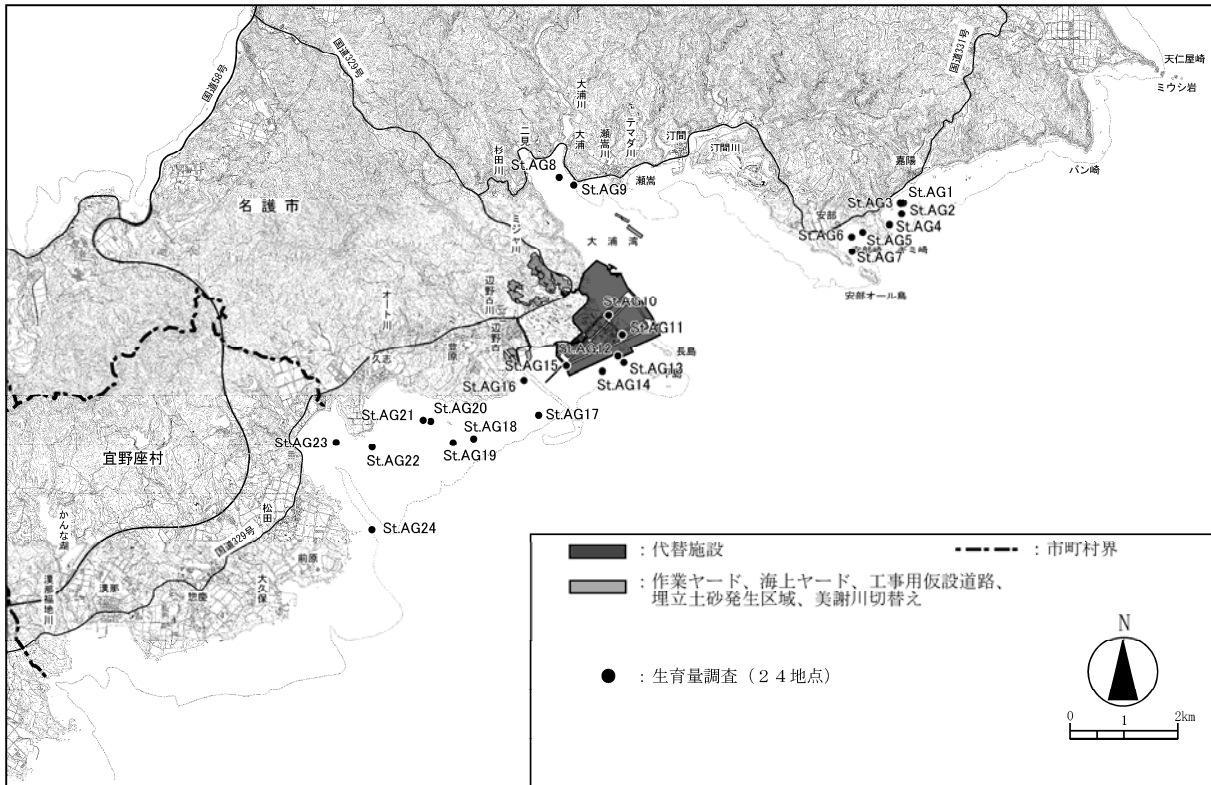 天仁屋崎
ミウシ岩
国道331号
国道58号
国道329号
大浦川
テマダ川
瀬嵩川
大浦
二見
杉田川
汀間
汀間川
嘉陽
バン崎
St.AG8
St.AG9
瀬嵩
St.AG1
St.AG3
St.AG2
名護市
安部
St.AG4
St.AG6
St.AG5
大浦湾
ミジャ川
St.AG7
安部オール島
辺野古川
辺野古
St.AG10
オート川
久志
豊原
St.AG11
長島
St.AG12
St.AG15
St.AG13
St.AG14
St.AG16
St.AG17
St.AG21
St.AG20
St.AG18
St.AG23
St.AG19
St.AG22
宜野座村
かんな湖
松田
国道329号
St.AG24
前原
大久保
漢那
惣慶
漢那福地川
:代替施設
:市町村界
:作業ヤード、海上ヤード、工事用仮設道路、
埋立土砂発生区域、美謝川切替え
:生育量調査(24地点)
N
0 1 2km